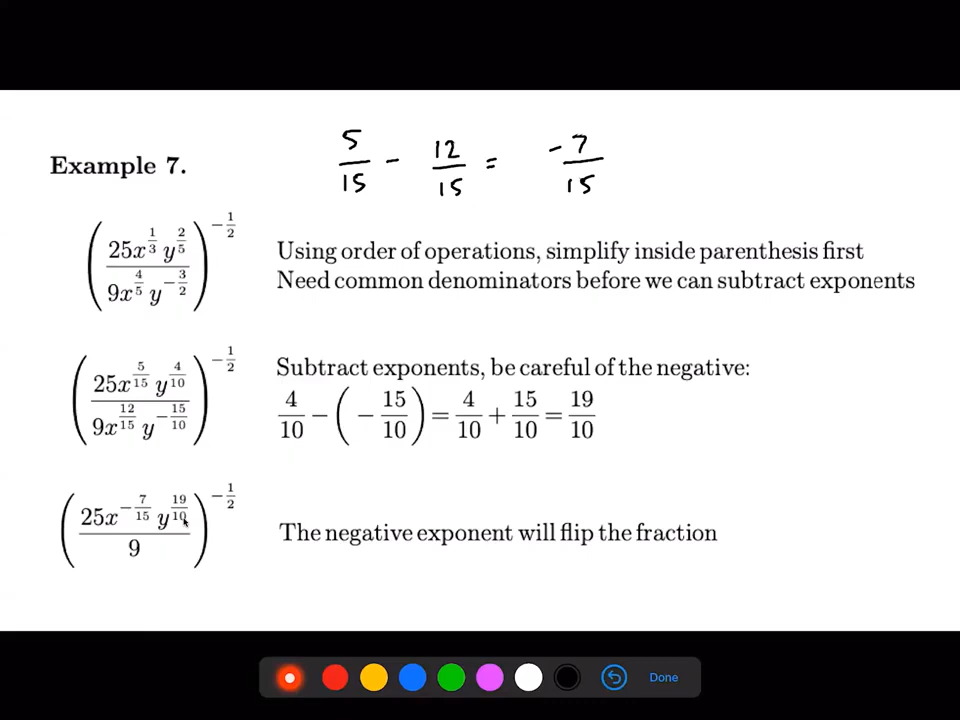 5/15 - 12/15 = -7/15
Example 7.
(25x^{1/3} y^{2/5} / 9x^{4/5} y^{-3/2})^{-1/2} Using order of operations, simplify inside parenthesis first
Need common denominators before we can subtract exponents
(25x^{5/15} y^{4/10} / 9x^{12/15} y^{-15/10})^{-1/2} Subtract exponents, be careful of the negative:
4/10 - (-15/10) = 4/10 + 15/10 = 19/10
(25x^{-7/15} y^{19/10} / 9)^{-1/2} The negative exponent will flip the fraction
Done